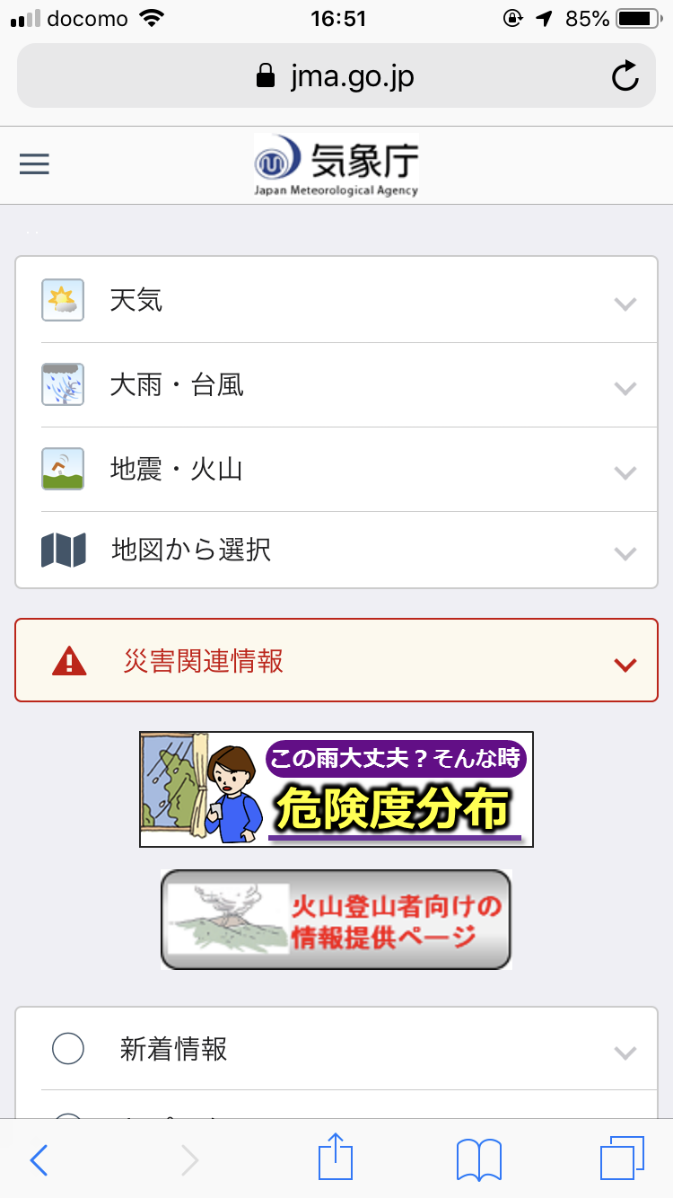 docomo 16:51 85%
jma.go.jp
気象庁
Japan Meteorological Agency
天気
大雨・台風
地震・火山
地図から選択
災害関連情報
この雨大丈夫？そんな時
危険度分布
火山登山者向けの
情報提供ページ
新着情報